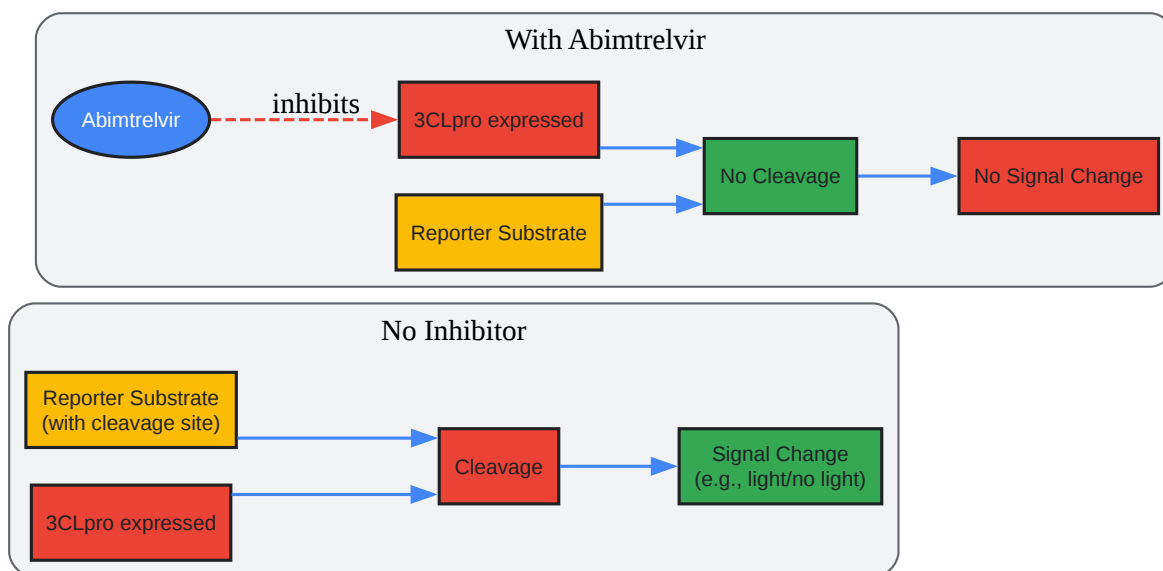 With Abimtrelvir
Abimtrelvir
inhibits
3CLpro expressed
Reporter Substrate
No Cleavage
No Signal Change
No Inhibitor
Reporter Substrate
(with cleavage site)
3CLpro expressed
Cleavage
Signal Change
(e.g., light/no light)